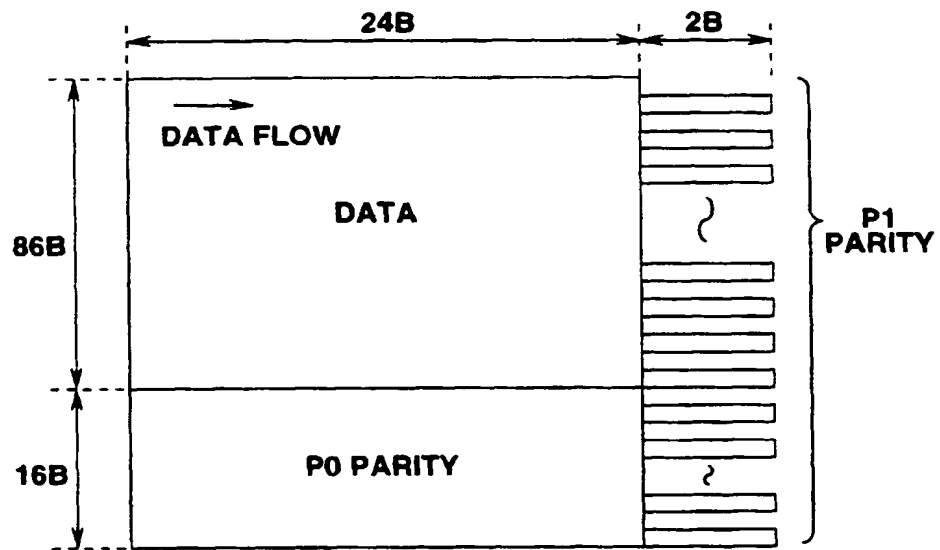 24B
2B
DATA FLOW
DATA
86B
P1
PARITY
16B
P0 PARITY